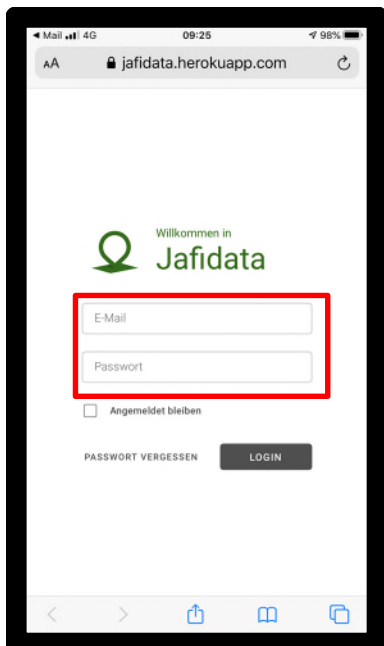 Mail 4G 09:25 98%
AA jafidata.herokuapp.com
Willkommen in
Jafidata
E-Mail
Passwort
Angemeldet bleiben
PASSWORT VERGESSEN LOGIN